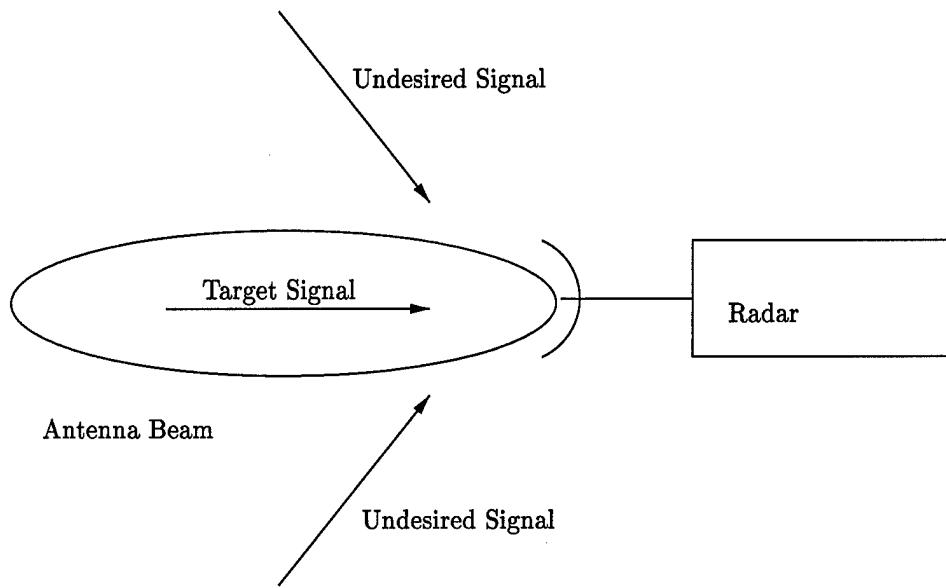 Undesired Signal
Target Signal
Radar
Antenna Beam
Undesired Signal